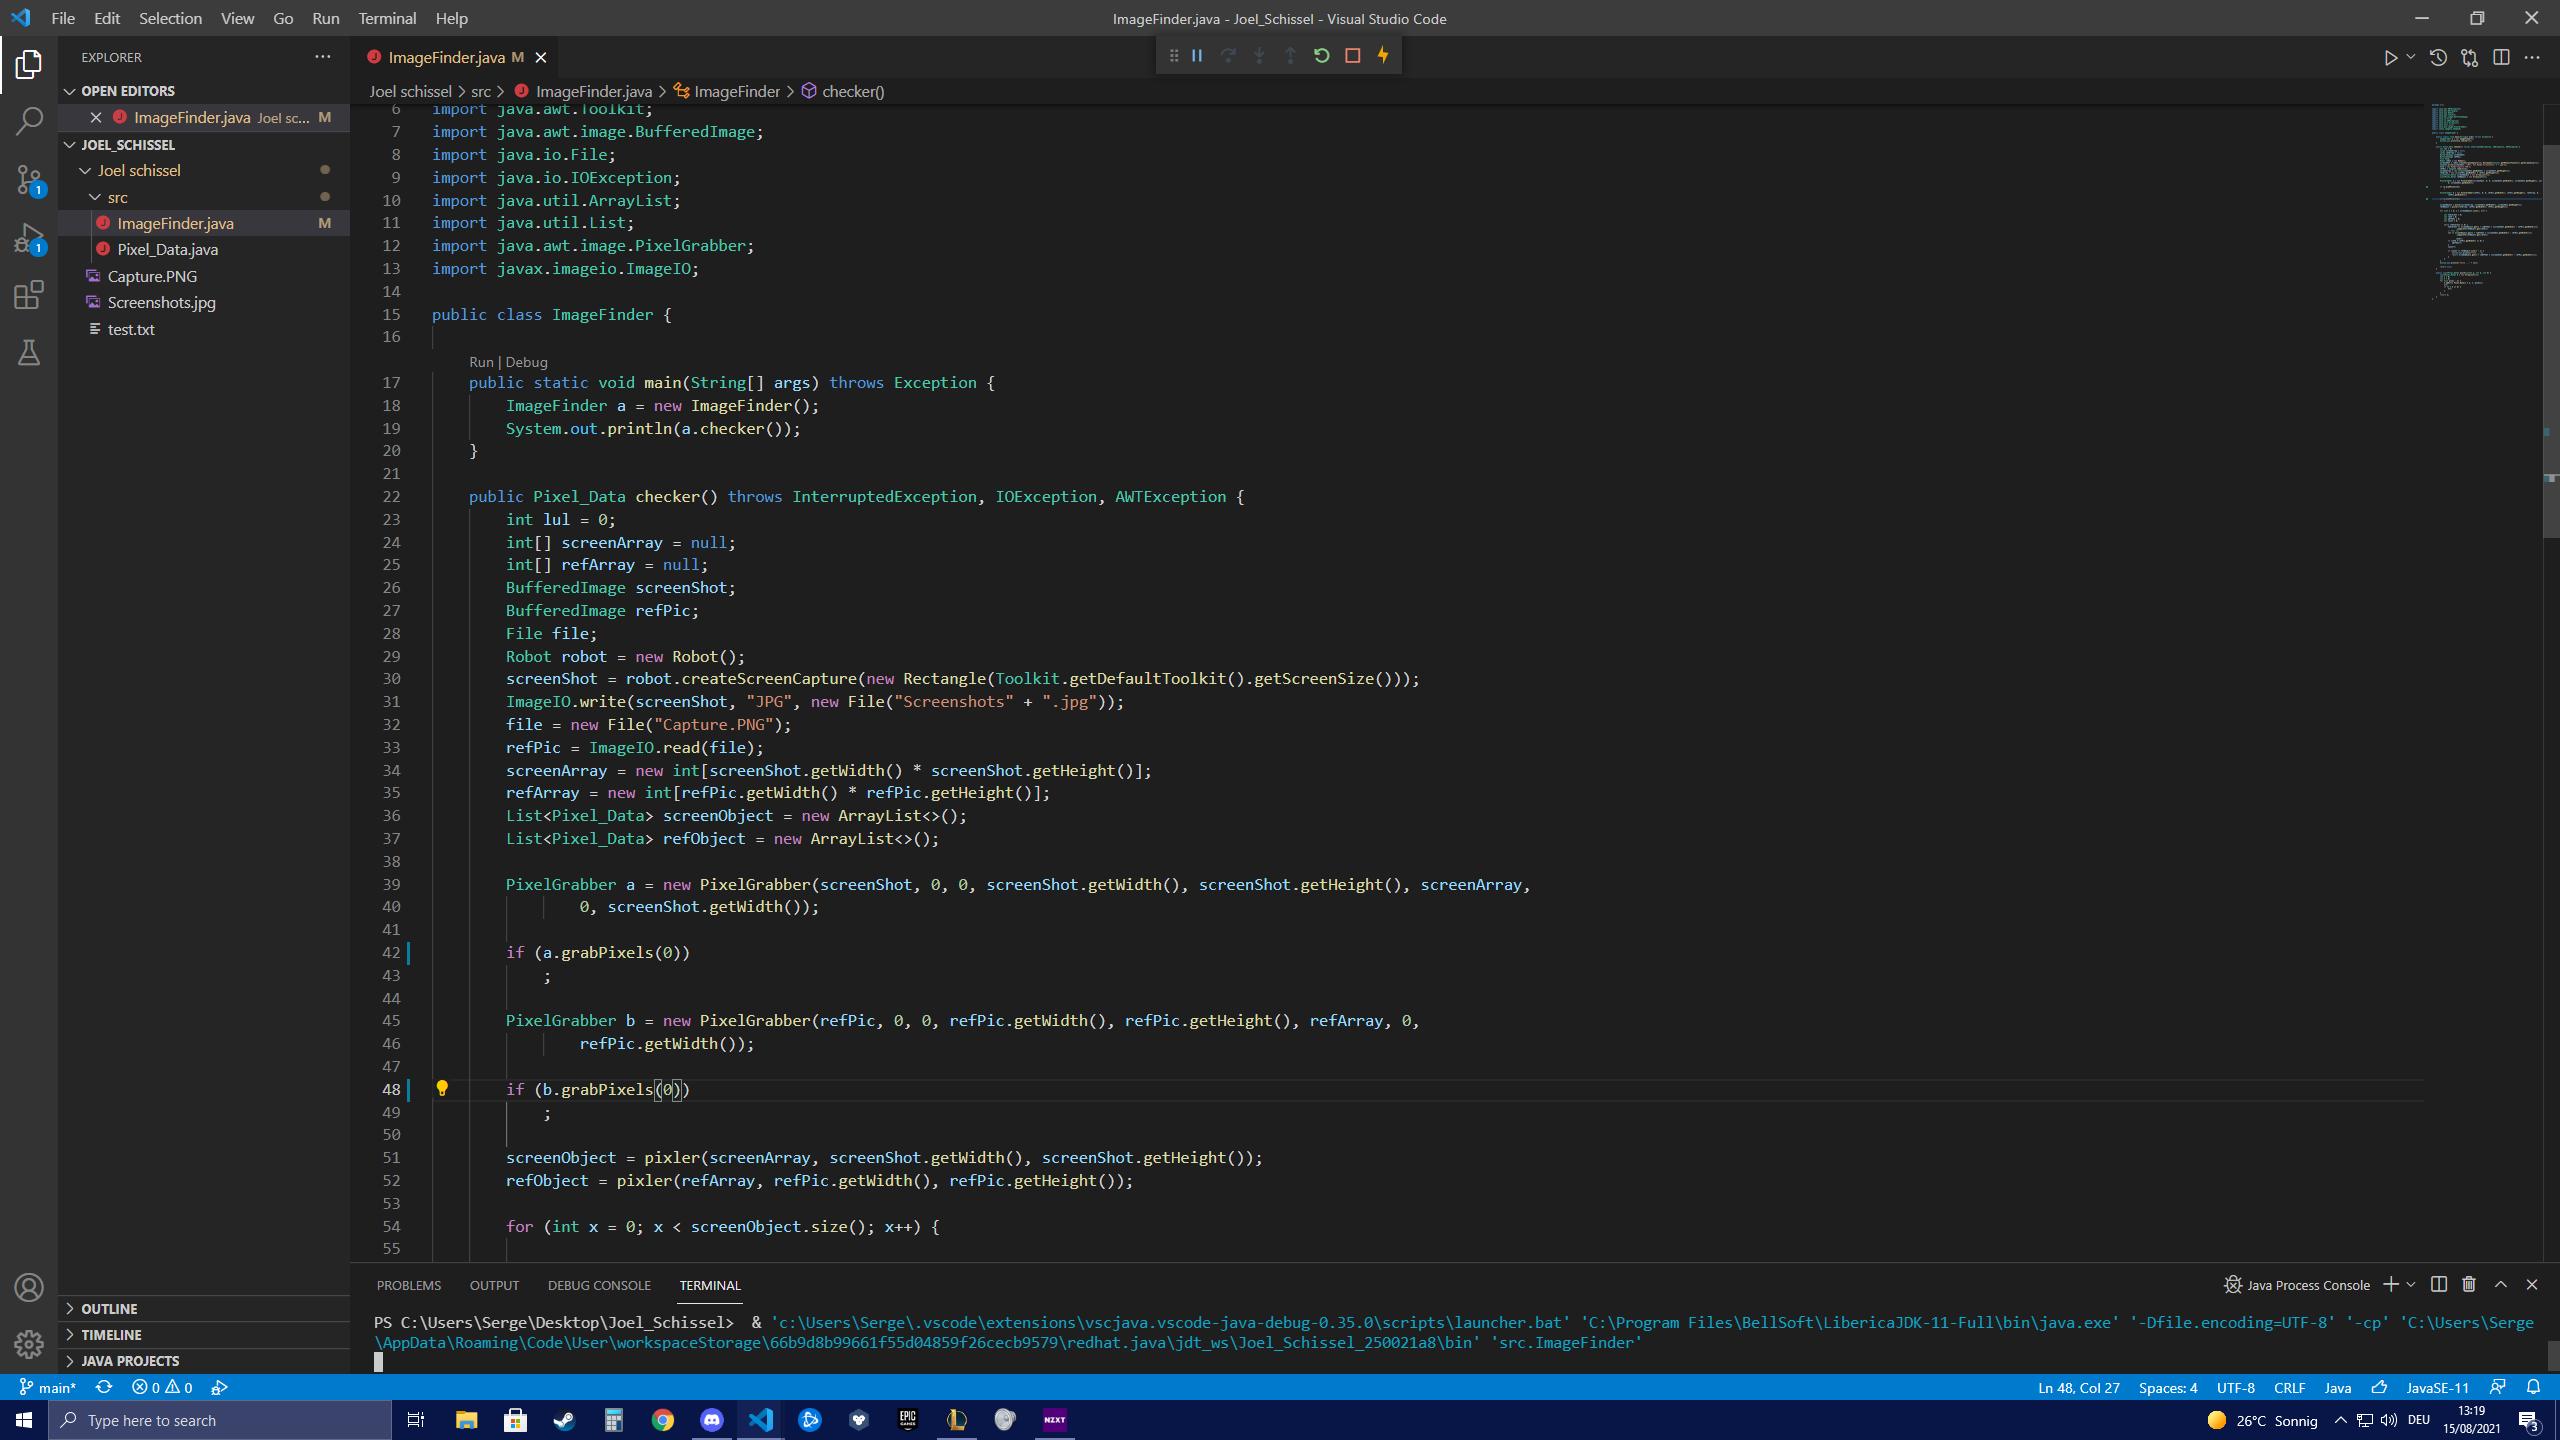 File Edit Selection View Go Run Terminal Help
ImageFinder.java - Joel_Schissel - Visual Studio Code
EXPLORER
OPEN EDITORS
ImageFinder.java Joel sc... M
JOEL_SCHISSEL
Joel schissel
src
ImageFinder.java M
Pixel_Data.java
Capture.PNG
Screenshots.jpg
test.txt
OUTLINE
TIMELINE
JAVA PROJECTS
1
1
ImageFinder.java M
Joel schissel > src > ImageFinder.java > ImageFinder > checker()
6 import java.awt.Toolkit;
7 import java.awt.image.BufferedImage;
8 import java.io.File;
9 import java.io.IOException;
10 import java.util.ArrayList;
11 import java.util.List;
12 import java.awt.image.PixelGrabber;
13 import javax.imageio.ImageIO;
14
15 public class ImageFinder {
16
Run | Debug
17 public static void main(String[] args) throws Exception {
18 ImageFinder a = new ImageFinder();
19 System.out.println(a.checker());
20 }
21
22 public Pixel_Data checker() throws InterruptedException, IOException, AWTException {
23 int lul = 0;
24 int[] screenArray = null;
25 int[] refArray = null;
26 BufferedImage screenShot;
27 BufferedImage refPic;
28 File file;
29 Robot robot = new Robot();
30 screenShot = robot.createScreenCapture(new Rectangle(Toolkit.getDefaultToolkit().getScreenSize()));
31 ImageIO.write(screenShot, "JPG", new File("Screenshots" + ".jpg"));
32 file = new File("Capture.PNG");
33 refPic = ImageIO.read(file);
34 screenArray = new int[screenShot.getWidth() * screenShot.getHeight()];
35 refArray = new int[refPic.getWidth() * refPic.getHeight()];
36 List<Pixel_Data> screenObject = new ArrayList<>();
37 List<Pixel_Data> refObject = new ArrayList<>();
38
39 PixelGrabber a = new PixelGrabber(screenShot, 0, 0, screenShot.getWidth(), screenShot.getHeight(), screenArray,
40 0, screenShot.getWidth());
41
42 if (a.grabPixels(0))
43 ;
44
45 PixelGrabber b = new PixelGrabber(refPic, 0, 0, refPic.getWidth(), refPic.getHeight(), refArray, 0,
46 refPic.getWidth());
47
48 if (b.grabPixels(0))
49 ;
50
51 screenObject = pixler(screenArray, screenShot.getWidth(), screenShot.getHeight());
52 refObject = pixler(refArray, refPic.getWidth(), refPic.getHeight());
53
54 for (int x = 0; x < screenObject.size(); x++) {
55
PROBLEMS OUTPUT DEBUG CONSOLE TERMINAL
Java Process Console
PS C:\Users\Serge\Desktop\Joel_Schissel> & 'c:\Users\Serge\.vscode\extensions\vscjava.vscode-java-debug-0.35.0\scripts\launcher.bat' 'C:\Program Files\BellSoft\LibericaJDK-11-Full\bin\java.exe' '-Dfile.encoding=UTF-8' '-cp' 'C:\Users\Serge
\AppData\Roaming\Code\User\workspaceStorage\66b9d8b99661f55d04859f26cecb9579\redhat.java\jdt_ws\Joel_Schissel_250021a8\bin' 'src.ImageFinder'
main* 0 0
Ln 48, Col 27 Spaces: 4 UTF-8 CRLF Java JavaSE-11
Type here to search
EPIC GAMES
NZXT
26°C Sonnig
DEU
13:19
15/08/2021
3